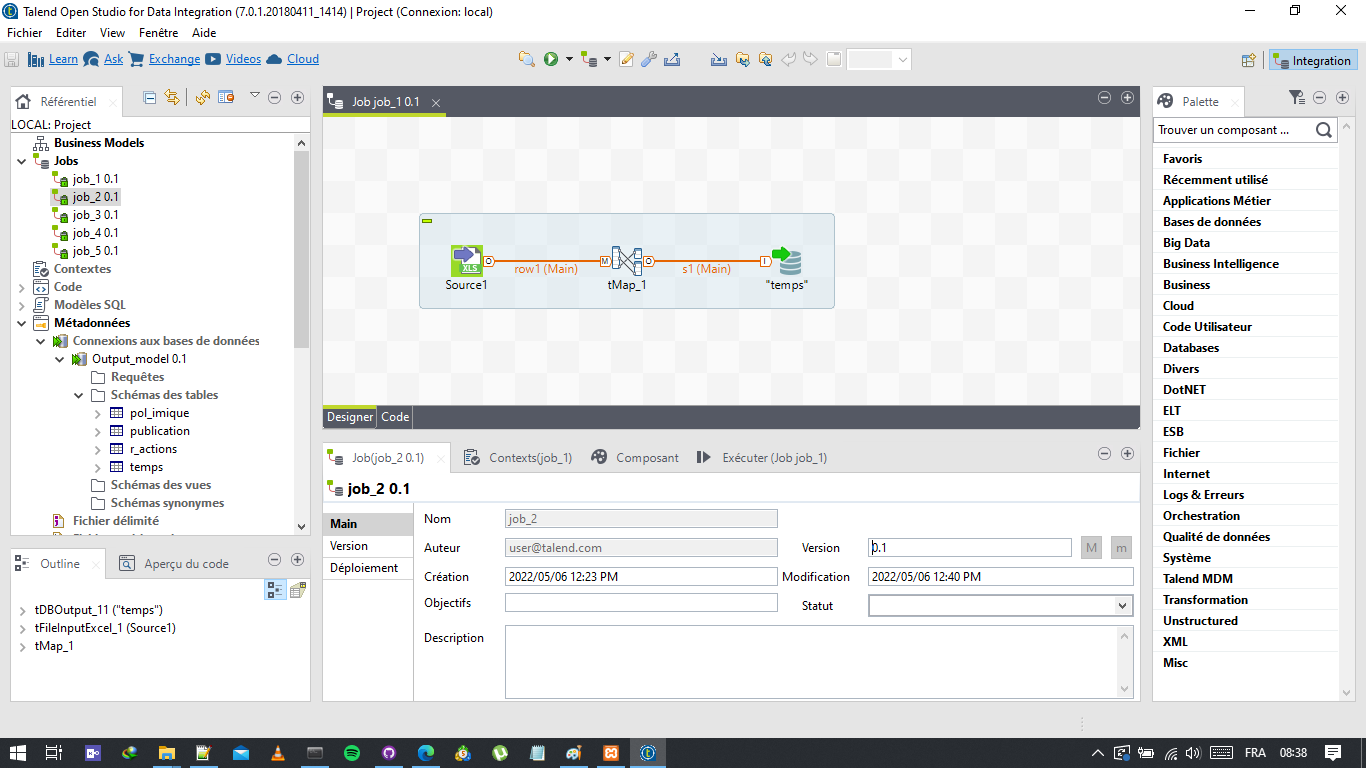 Talend Open Studio for Data Integration (7.0.1.20180411_1414) | Project (Connexion: local)
Fichier Editer View Fenêtre Aide
Learn Ask Exchange Videos Cloud
Integration
Référentiel
LOCAL: Project
Business Models
Jobs
job_1 0.1
job_2 0.1
job_3 0.1
job_4 0.1
job_5 0.1
Contextes
Code
Modèles SQL
Métadonnées
Connexions aux bases de données
Output_model 0.1
Requêtes
Schémas des tables
pol_imique
publication
r_actions
temps
Schémas des vues
Schémas synonymes
Fichier délimité
Outline Aperçu du code
tDBOutput_11 ("temps")
tFileInputExcel_1 (Source1)
tMap_1
Job job_1 0.1
XLS
O row1 (Main) M O s1 (Main) I
Source1 tMap_1 "temps"
Designer Code
Job(job_2 0.1) Contexts(job_1) Composant Exécuter (Job job_1)
job_2 0.1
Main
Version
Déploiement
Nom job_2
Auteur user@talend.com Version 0.1 M m
Création 2022/05/06 12:23 PM Modification 2022/05/06 12:40 PM
Objectifs Statut
Description
Palette
Trouver un composant ...
Favoris
Récemment utilisé
Applications Métier
Bases de données
Big Data
Business Intelligence
Business
Cloud
Code Utilisateur
Databases
Divers
DotNET
ELT
ESB
Fichier
Internet
Logs & Erreurs
Orchestration
Qualité de données
Système
Talend MDM
Transformation
Unstructured
XML
Misc
FRA 08:38